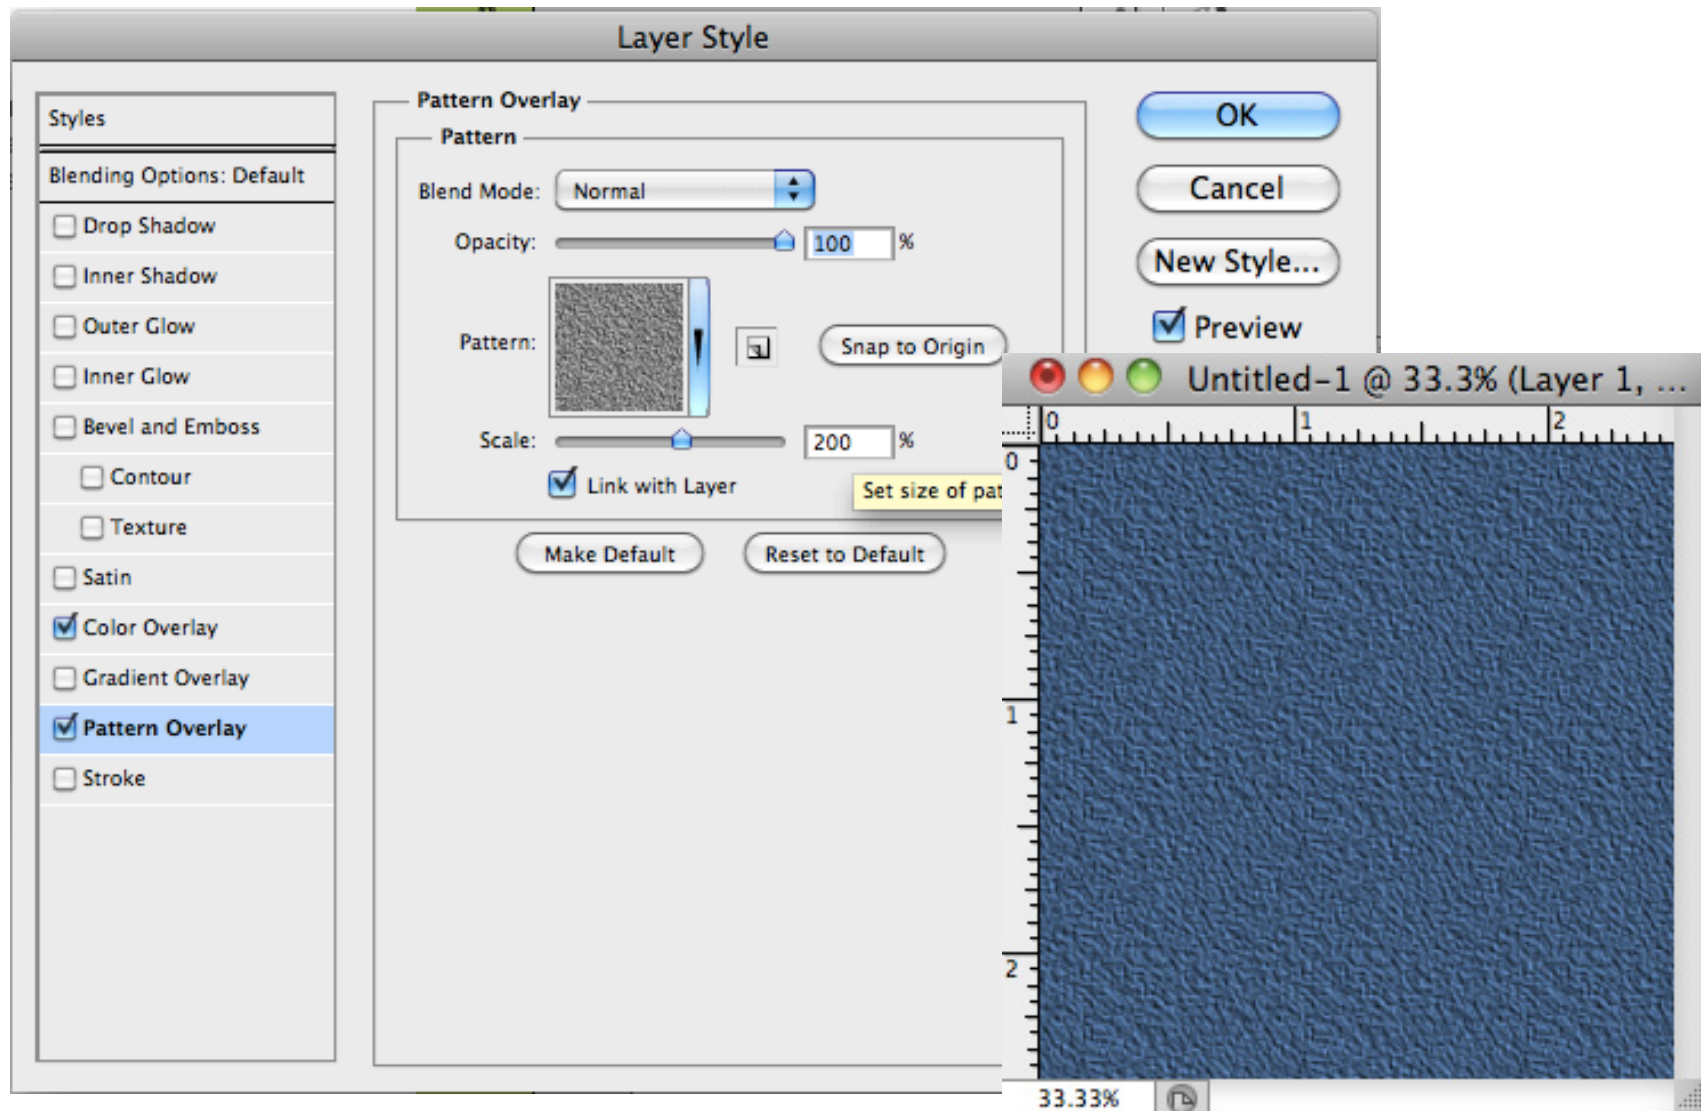 Layer Style
Styles
Blending Options: Default
Drop Shadow
Inner Shadow
Outer Glow
Inner Glow
Bevel and Emboss
Contour
Texture
Satin
Color Overlay
Gradient Overlay
Pattern Overlay
Stroke
Pattern Overlay
Pattern
Blend Mode: Normal
Opacity: 100 %
Pattern:
Snap to Origin
Scale: 200 %
Link with Layer
Set size of pat
Make Default
Reset to Default
OK
Cancel
New Style...
Preview
Untitled-1 @ 33.3% (Layer 1, ...
0 1 2
0
1
2
33.33%